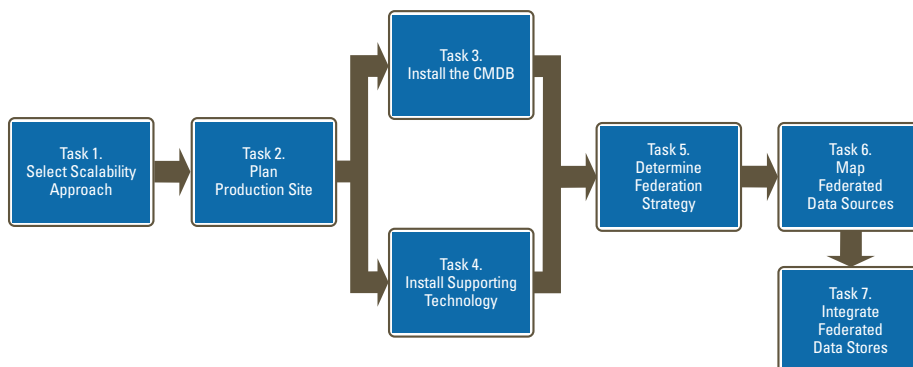 Task 1.
Select Scalability
Approach
Task 2.
Plan
Production Site
Task 3.
Install the CMDB
Task 4.
Install Supporting
Technology
Task 5.
Determine
Federation
Strategy
Task 6.
Map
Federated
Data Sources
Task 7.
Integrate
Federated
Data Stores